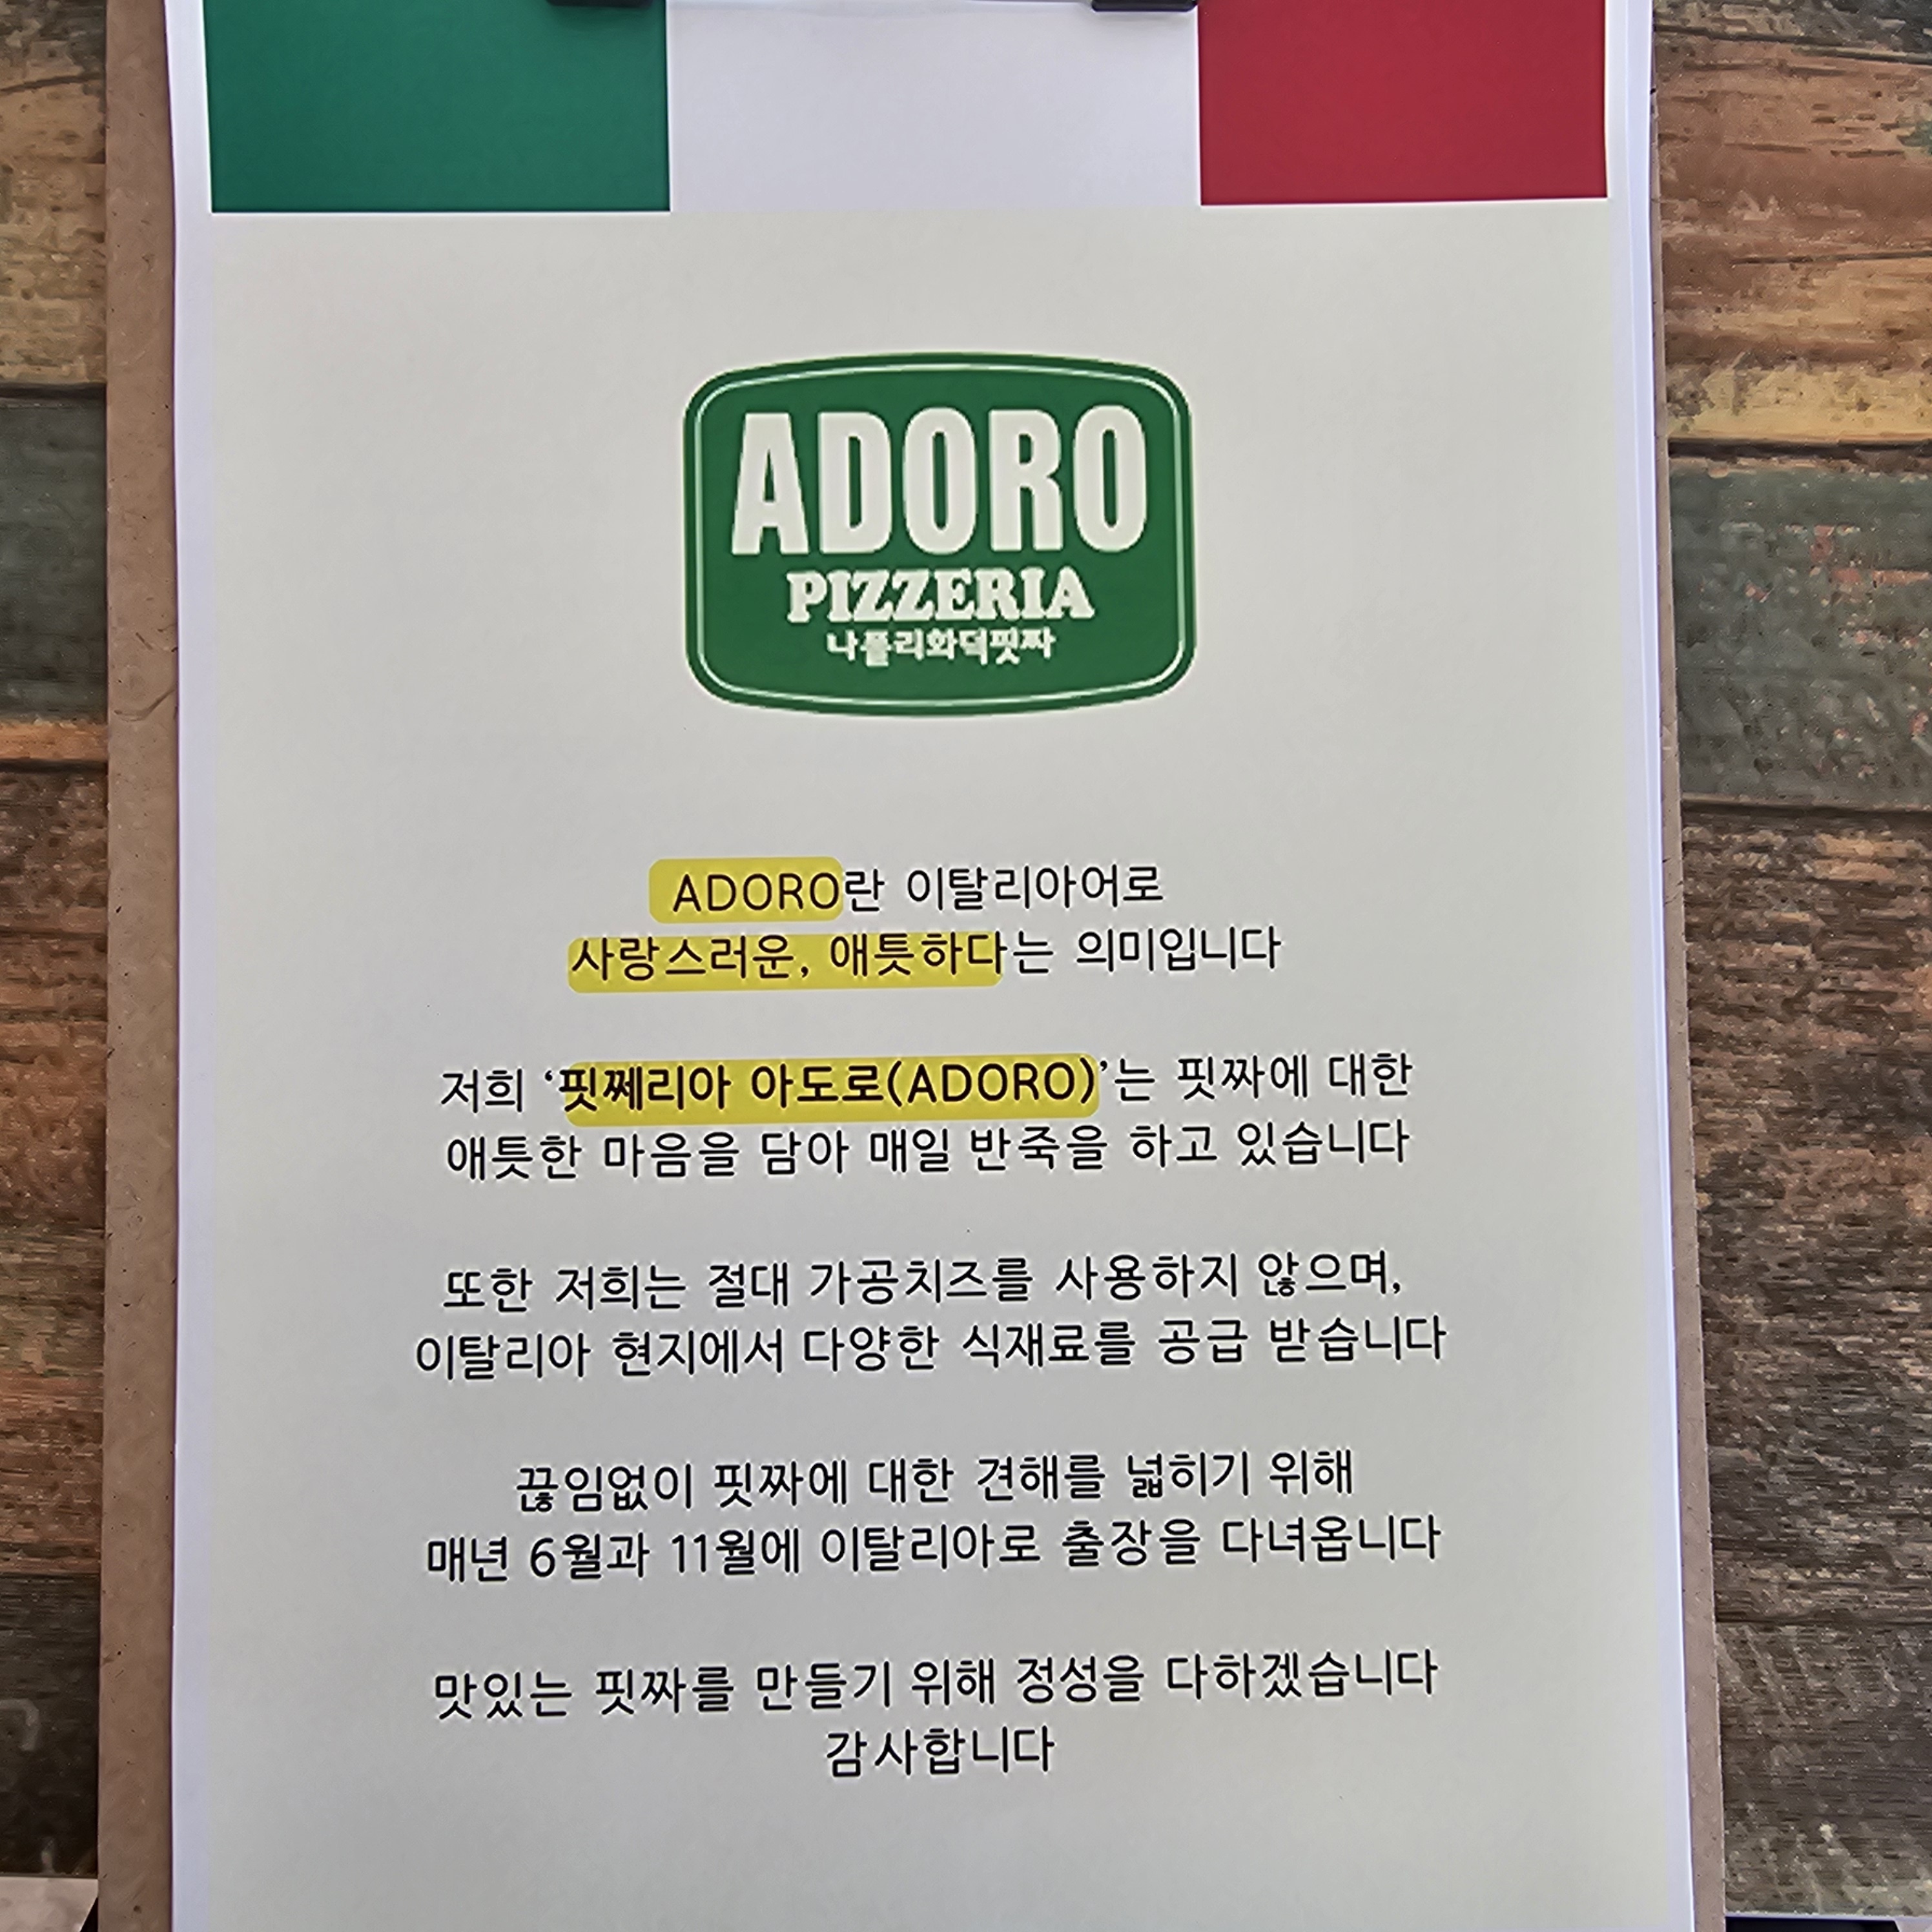 ADORO
PIZZERIA
나폴리화덕핏짜
ADORO란 이탈리아어로
사랑스러운, 애틋하다는 의미입니다
저희 ‘핏쩨리아 아도로(ADORO)’는 핏짜에 대한
애틋한 마음을 담아 매일 반죽을 하고 있습니다
또한 저희는 절대 가공치즈를 사용하지 않으며,
이탈리아 현지에서 다양한 식재료를 공급 받습니다
끊임없이 핏짜에 대한 견해를 넓히기 위해
매년 6월과 11월에 이탈리아로 출장을 다녀옵니다
맛있는 핏짜를 만들기 위해 정성을 다하겠습니다
감사합니다